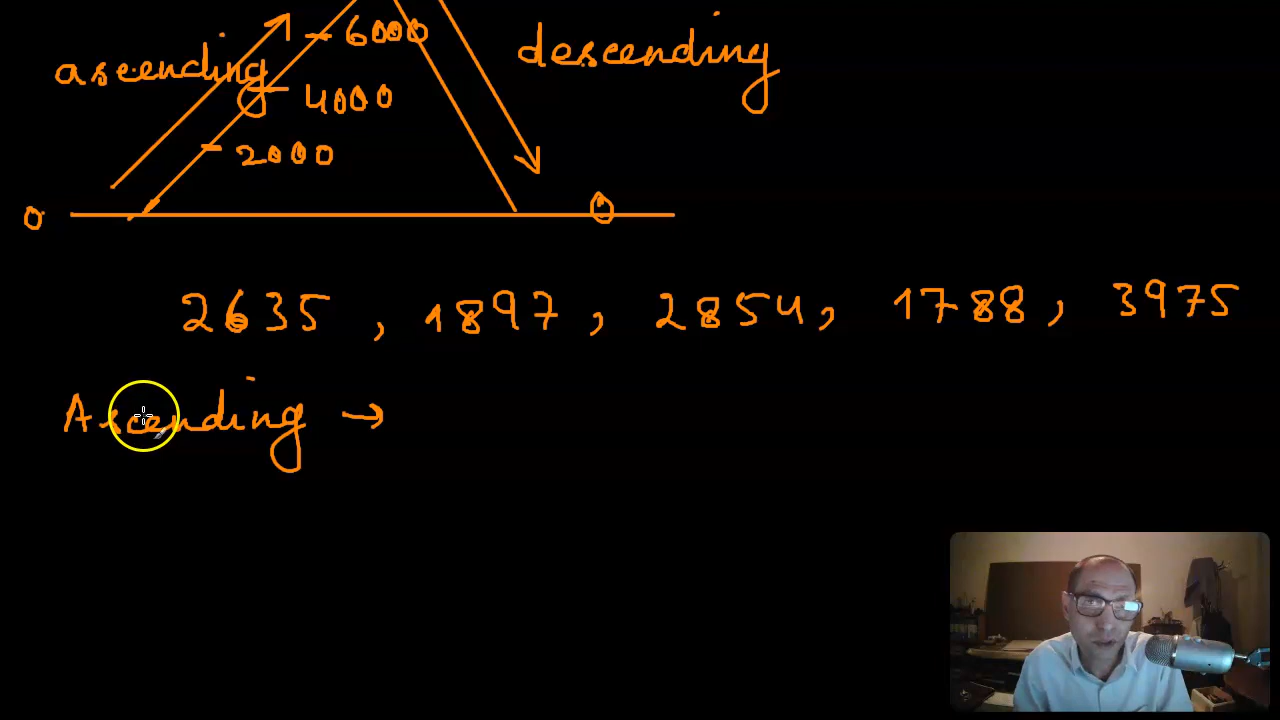 - 6000
descending
ascending
- 4000
- 2000
0 0
2635 , 1897 , 2854 , 1788 , 3975
Ascending →